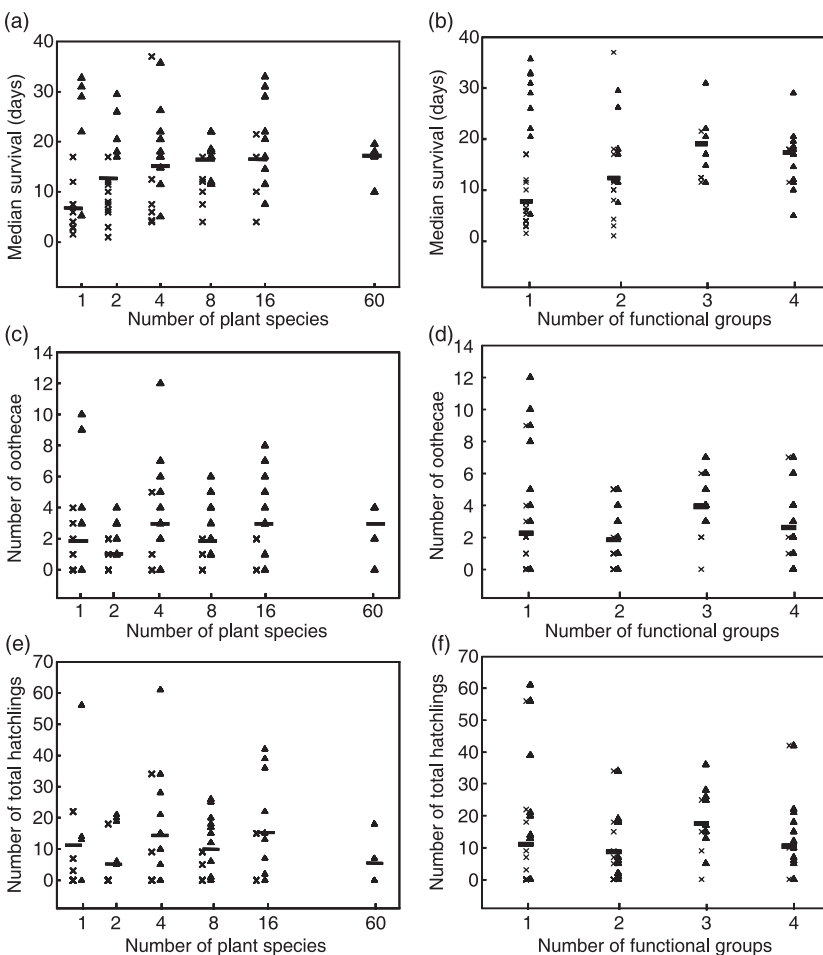 (a)
40
30
20
10
0
Median survival (days)
1 2 4 8 16 60
Number of plant species
(b)
40
30
20
10
0
Median survival (days)
1 2 3 4
Number of functional groups
(c)
14
12
10
8
6
4
2
0
Number of oothecae
1 2 4 8 16 60
Number of plant species
(d)
14
12
10
8
6
4
2
0
Number of oothecae
1 2 3 4
Number of functional groups
(e)
70
60
50
40
30
20
10
0
Number of total hatchlings
1 2 4 8 16 60
Number of plant species
(f)
70
60
50
40
30
20
10
0
Number of total hatchlings
1 2 3 4
Number of functional groups